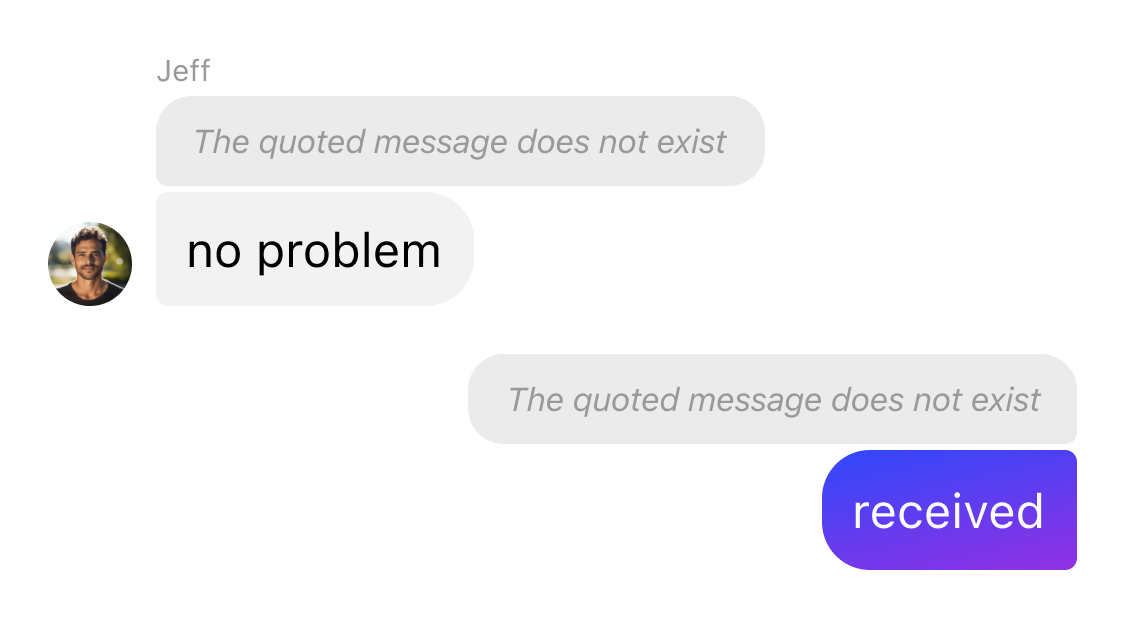 Jeff
The quoted message does not exist
no problem
The quoted message does not exist
received